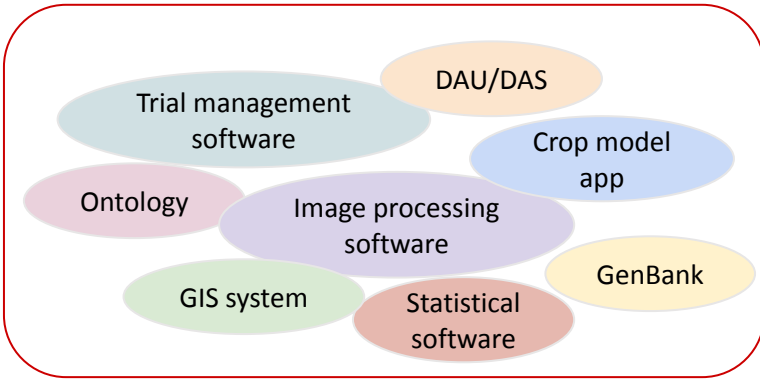 DAU/DAS
Trial management
software
Crop model
app
Ontology
Image processing
software
GenBank
GIS system
Statistical
software